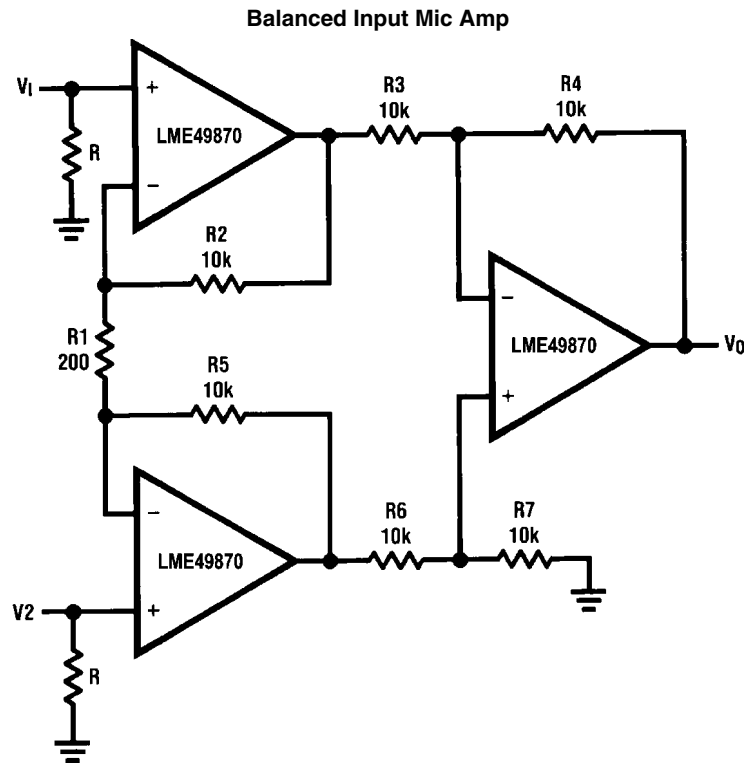 Balanced Input Mic Amp
V1
R
LME49870
R3
10k
R4
10k
R2
10k
R1
200
R5
10k
LME49870
VO
R6
10k
R7
10k
LME49870
V2
R